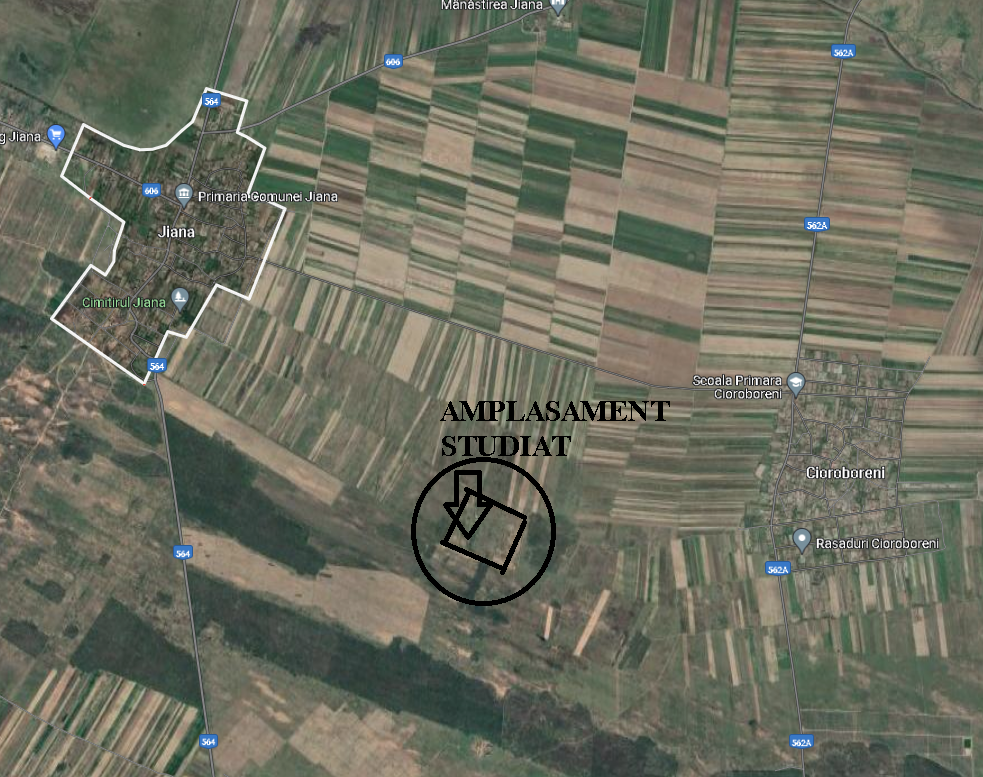 Mănăstirea Jiana
562A
606
564
g Jiana
606
Primaria Comunei Jiana
562A
Jiana
Cimitirul Jiana
564
Scoala Primara
Cioroboreni
AMPLASAMENT
STUDIAT
Cioroboreni
Rasaduri Cioroboreni
564
562A
564
562A